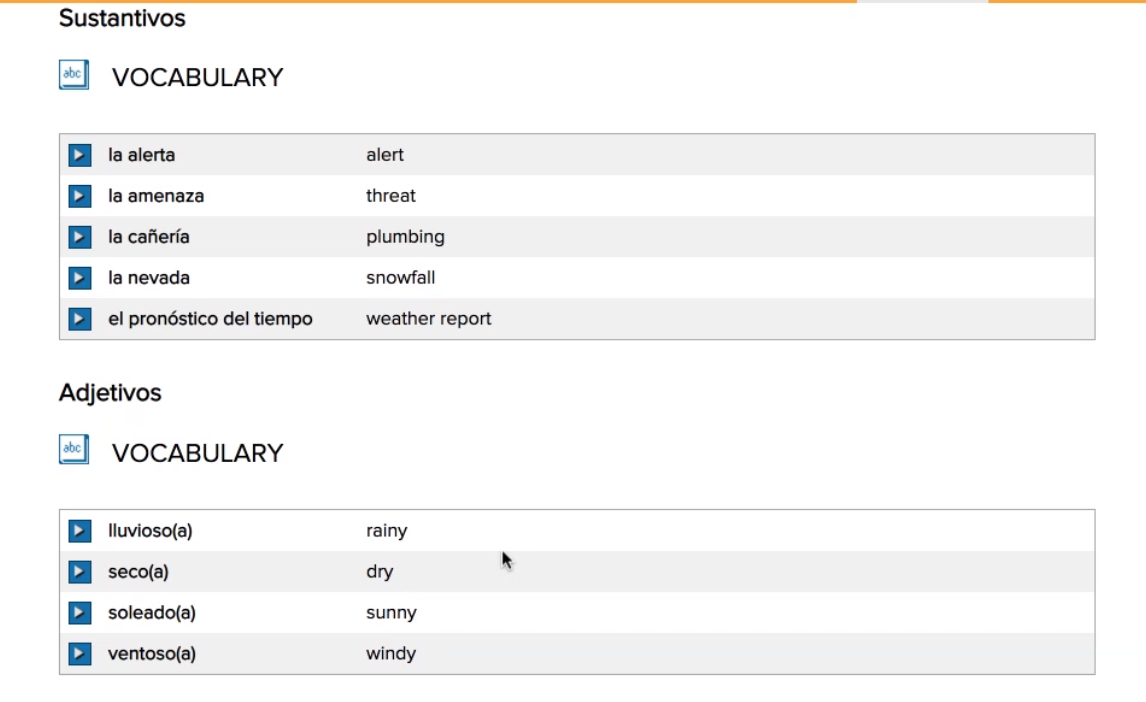 Sustantivos
abc VOCABULARY
la alerta alert
la amenaza threat
la cañería plumbing
la nevada snowfall
el pronóstico del tiempo weather report
Adjetivos
abc VOCABULARY
lluvioso(a) rainy
seco(a) dry
soleado(a) sunny
ventoso(a) windy